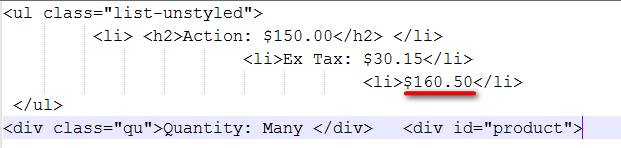 <ul class="list-unstyled">
<li> <h2>Action: $150.00</h2> </li>
<li>Ex Tax: $30.15</li>
<li>$160.50</li>
</ul>
<div class="qu">Quantity: Many </div> <div id="product">